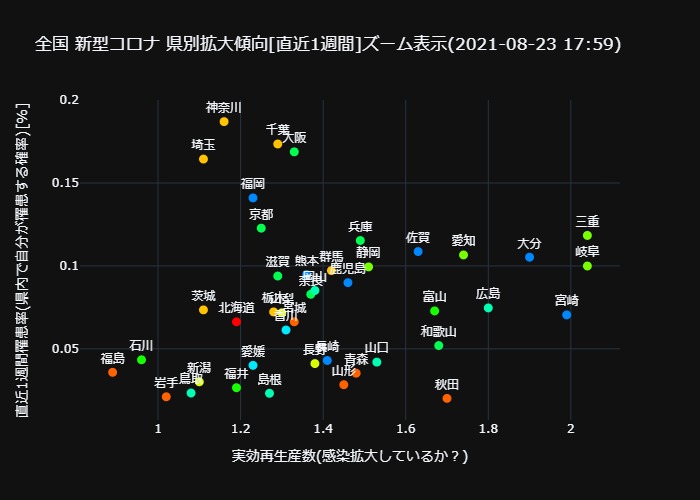 全国 新型コロナ 県別拡大傾向[直近1週間]ズーム表示(2021-08-23 17:59)
直近1週間罹患率(県内で自分が罹患する確率)[%]
0.2
0.15
0.1
0.05
神奈川
千葉
大阪
埼玉
福岡
京都
兵庫
三重
佐賀
愛知
大分
静岡
岐阜
滋賀
熊本
群馬
鹿児島
岡山
奈良
茨城
北海道
栃木
山梨
宮城
香川
富山
広島
宮崎
和歌山
石川
福島
愛媛
長野
長崎
青森
山口
岩手
鳥取
新潟
福井
島根
山形
秋田
1
1.2
1.4
1.6
1.8
2
実効再生産数(感染拡大しているか？)